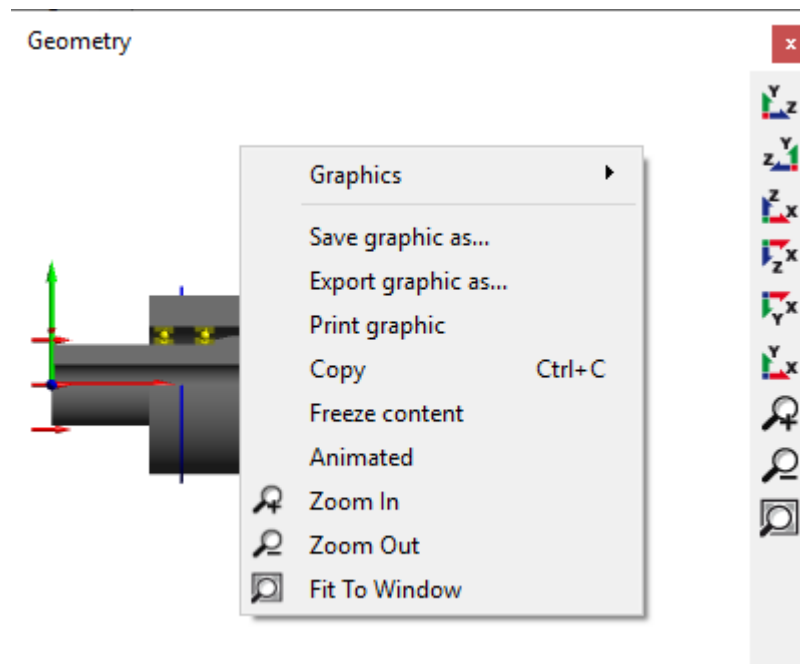 Geometry
x
Y Z
Z Y
Graphics
Z X
Save graphic as...
Z X
Export graphic as...
Y X
Print graphic
Y X
Copy Ctrl+C
Freeze content
Animated
Zoom In
Zoom Out
Fit To Window